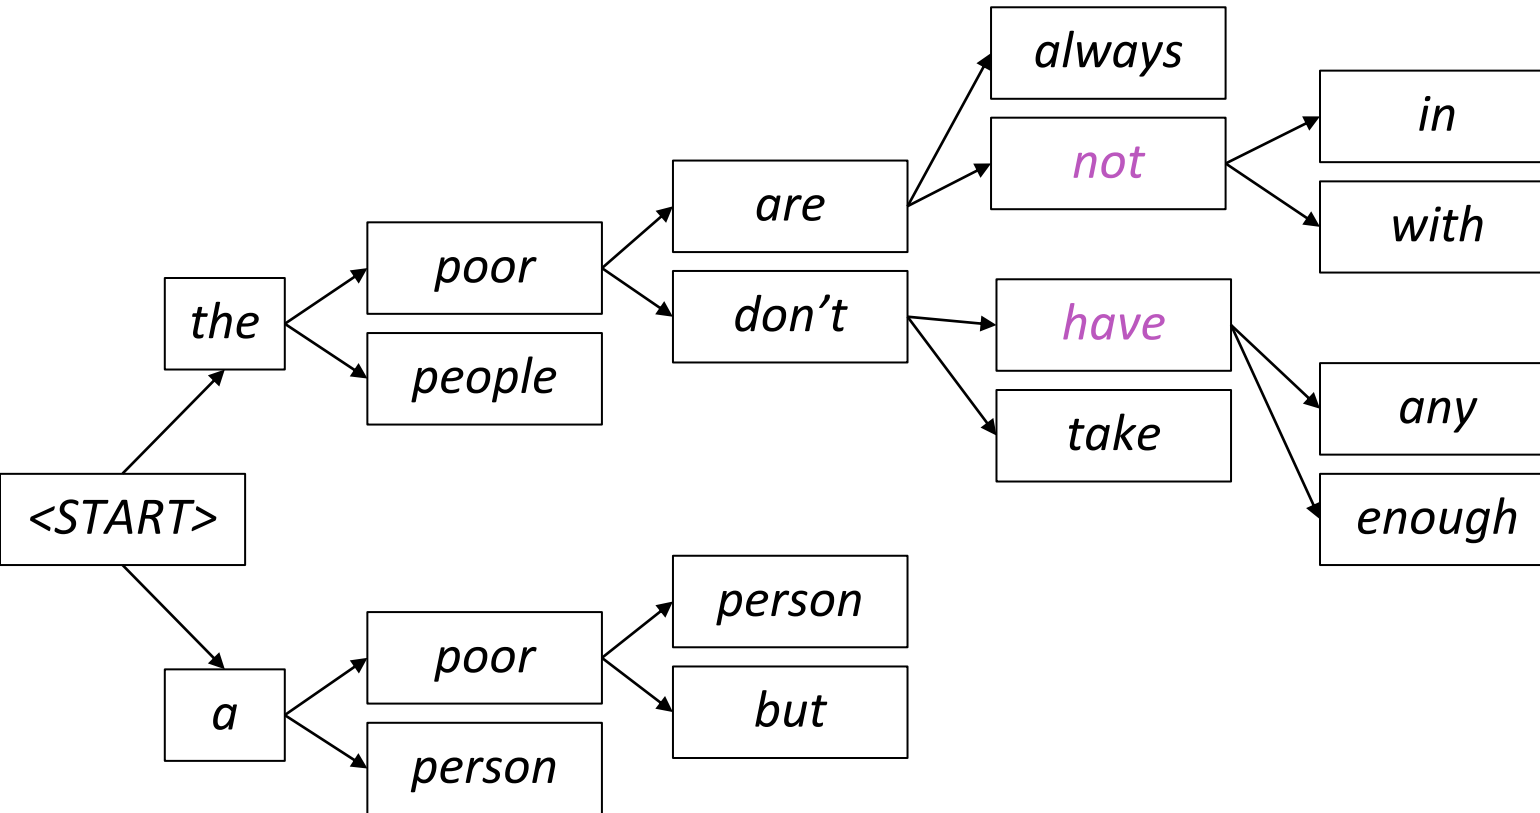 <START>
the
a
poor
people
poor
person
are
don’t
person
but
always
not
have
take
in
with
any
enough